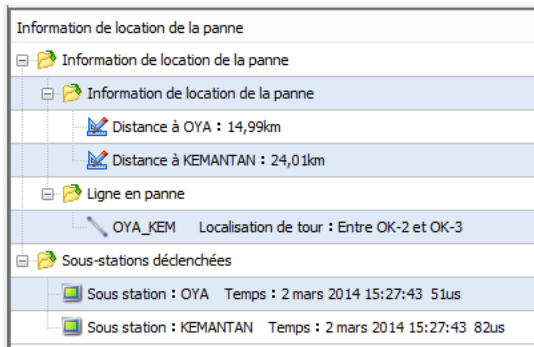 Information de location de la panne
Information de location de la panne
Information de location de la panne
Distance à OYA : 14,99km
Distance à KEMANTAN : 24,01km
Ligne en panne
OYA_KEM Localisation de tour : Entre OK-2 et OK-3
Sous-stations déclenchées
Sous station : OYA Temps : 2 mars 2014 15:27:43 51us
Sous station : KEMANTAN Temps : 2 mars 2014 15:27:43 82us